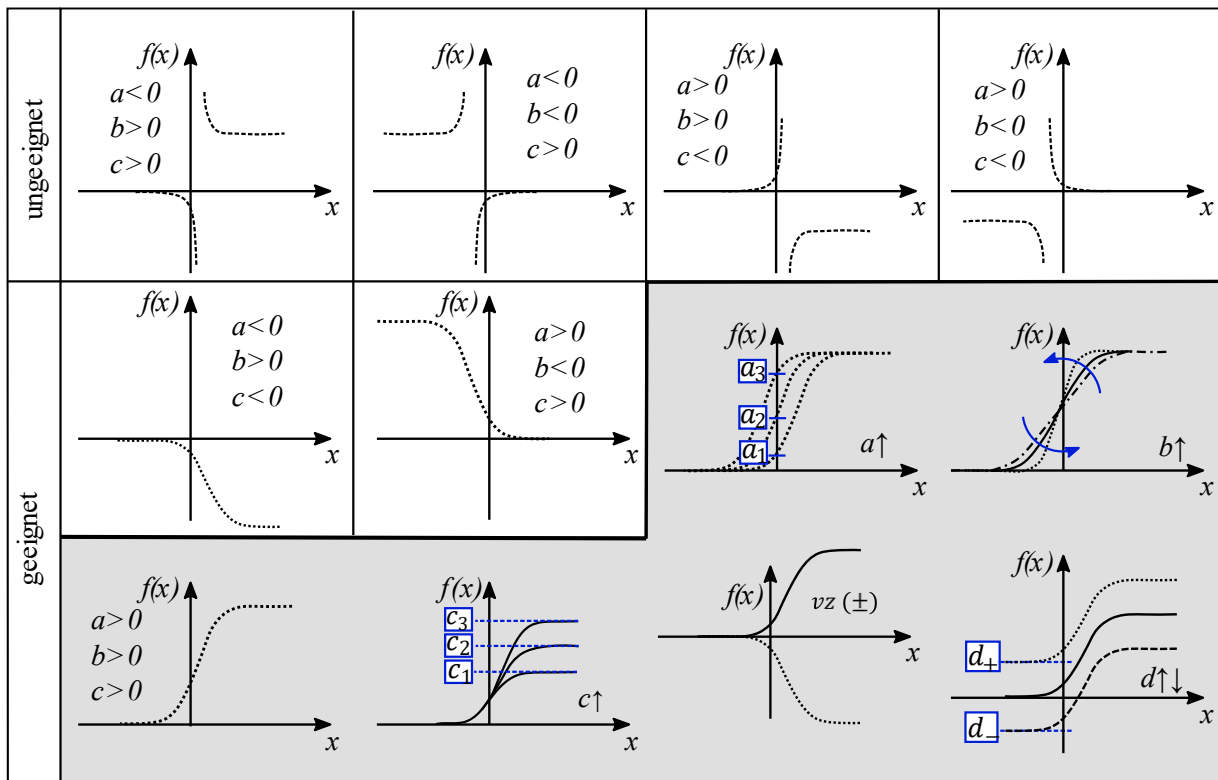 ungeeignet
f(x)
a<0
b>0
c>0
x
f(x)
a<0
b<0
c>0
x
f(x)
a>0
b>0
c<0
x
f(x)
a>0
b<0
c<0
x
geeignet
f(x)
a<0
b>0
c<0
x
f(x)
a>0
b<0
c>0
x
f(x)
a₃
a₂
a₁
a↑
x
f(x)
b↑
x
f(x)
a>0
b>0
c>0
x
f(x)
c₃
c₂
c₁
c↑
x
f(x)
vz (±)
x
f(x)
d₊
d↑↓
d₋
x